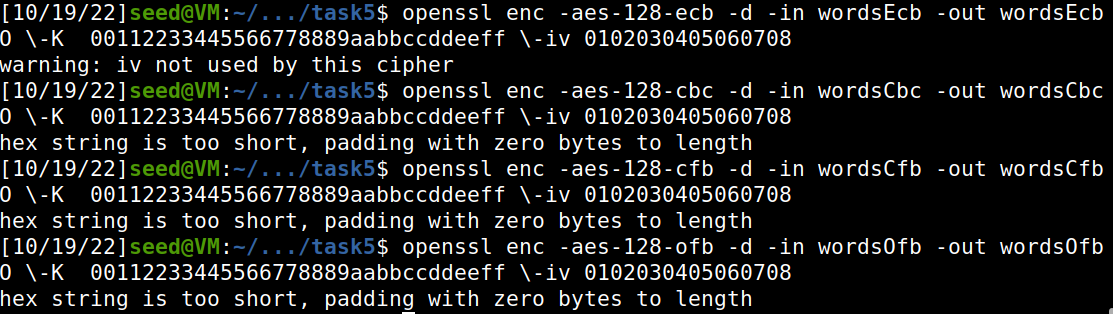 [10/19/22]seed@VM:~/.../task5$ openssl enc -aes-128-ecb -d -in wordsEcb -out wordsEcb
O \-K  00112233445566778889aabbccddeeff \-iv 0102030405060708
warning: iv not used by this cipher
[10/19/22]seed@VM:~/.../task5$ openssl enc -aes-128-cbc -d -in wordsCbc -out wordsCbc
O \-K  00112233445566778889aabbccddeeff \-iv 0102030405060708
hex string is too short, padding with zero bytes to length
[10/19/22]seed@VM:~/.../task5$ openssl enc -aes-128-cfb -d -in wordsCfb -out wordsCfb
O \-K  00112233445566778889aabbccddeeff \-iv 0102030405060708
hex string is too short, padding with zero bytes to length
[10/19/22]seed@VM:~/.../task5$ openssl enc -aes-128-ofb -d -in wordsOfb -out wordsOfb
O \-K  00112233445566778889aabbccddeeff \-iv 0102030405060708
hex string is too short, padding with zero bytes to length